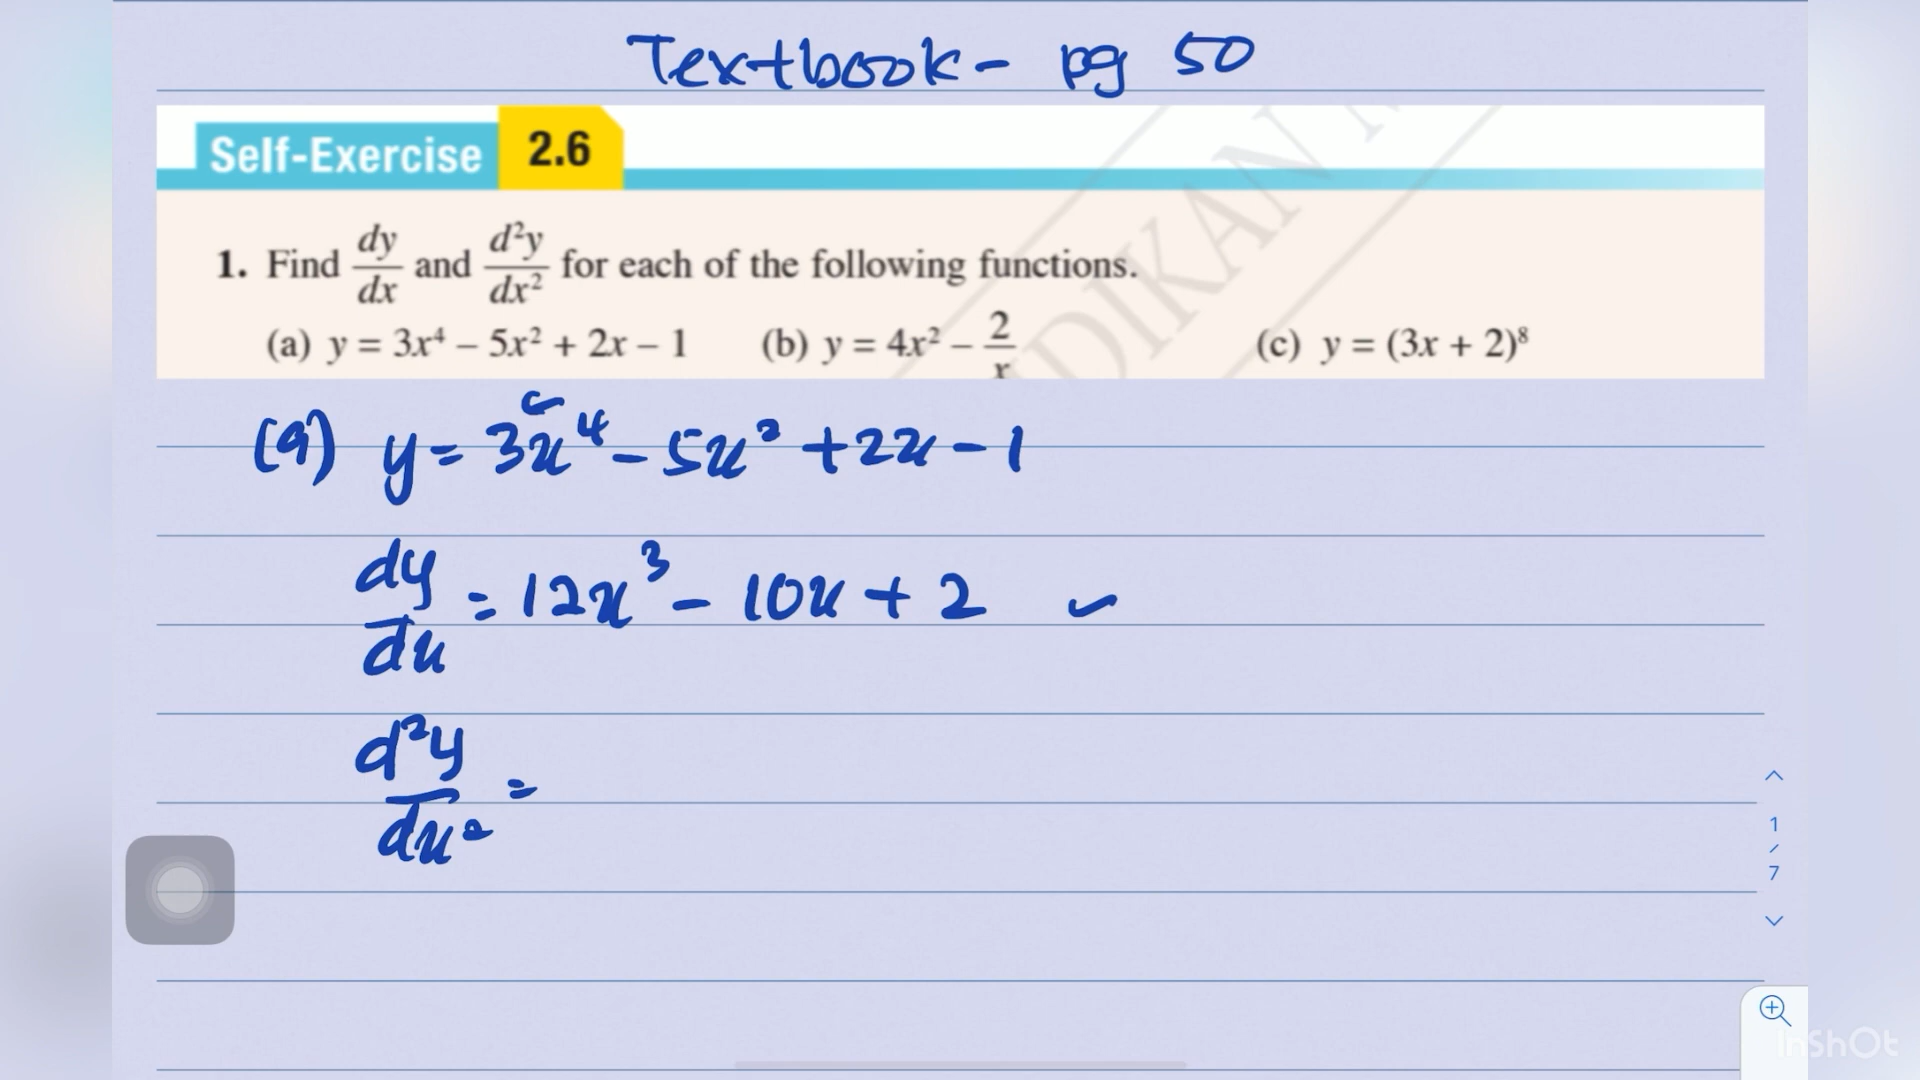 Textbook - pg 50
Self-Exercise 2.6
1. Find dy/dx and d²y/dx² for each of the following functions.
(a) y = 3x⁴ – 5x² + 2x – 1 (b) y = 4x² – 2/x (c) y = (3x + 2)⁸
(a) y = 3x⁴ - 5x² + 2x - 1
dy/dx = 12x³ - 10x + 2
d²y/dx² =
1
/
7
InShOt